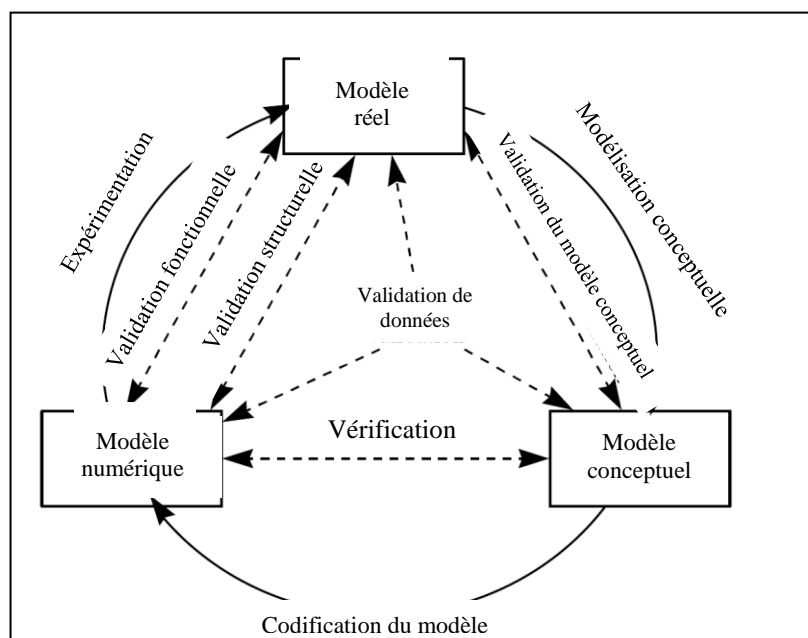 Modèle
réel
Expérimentation
Validation fonctionnelle
Validation structurelle
Validation du modèle conceptuel
Modélisation conceptuelle
Validation de
données
Modèle
numérique
Vérification
Modèle
conceptuel
Codification du modèle